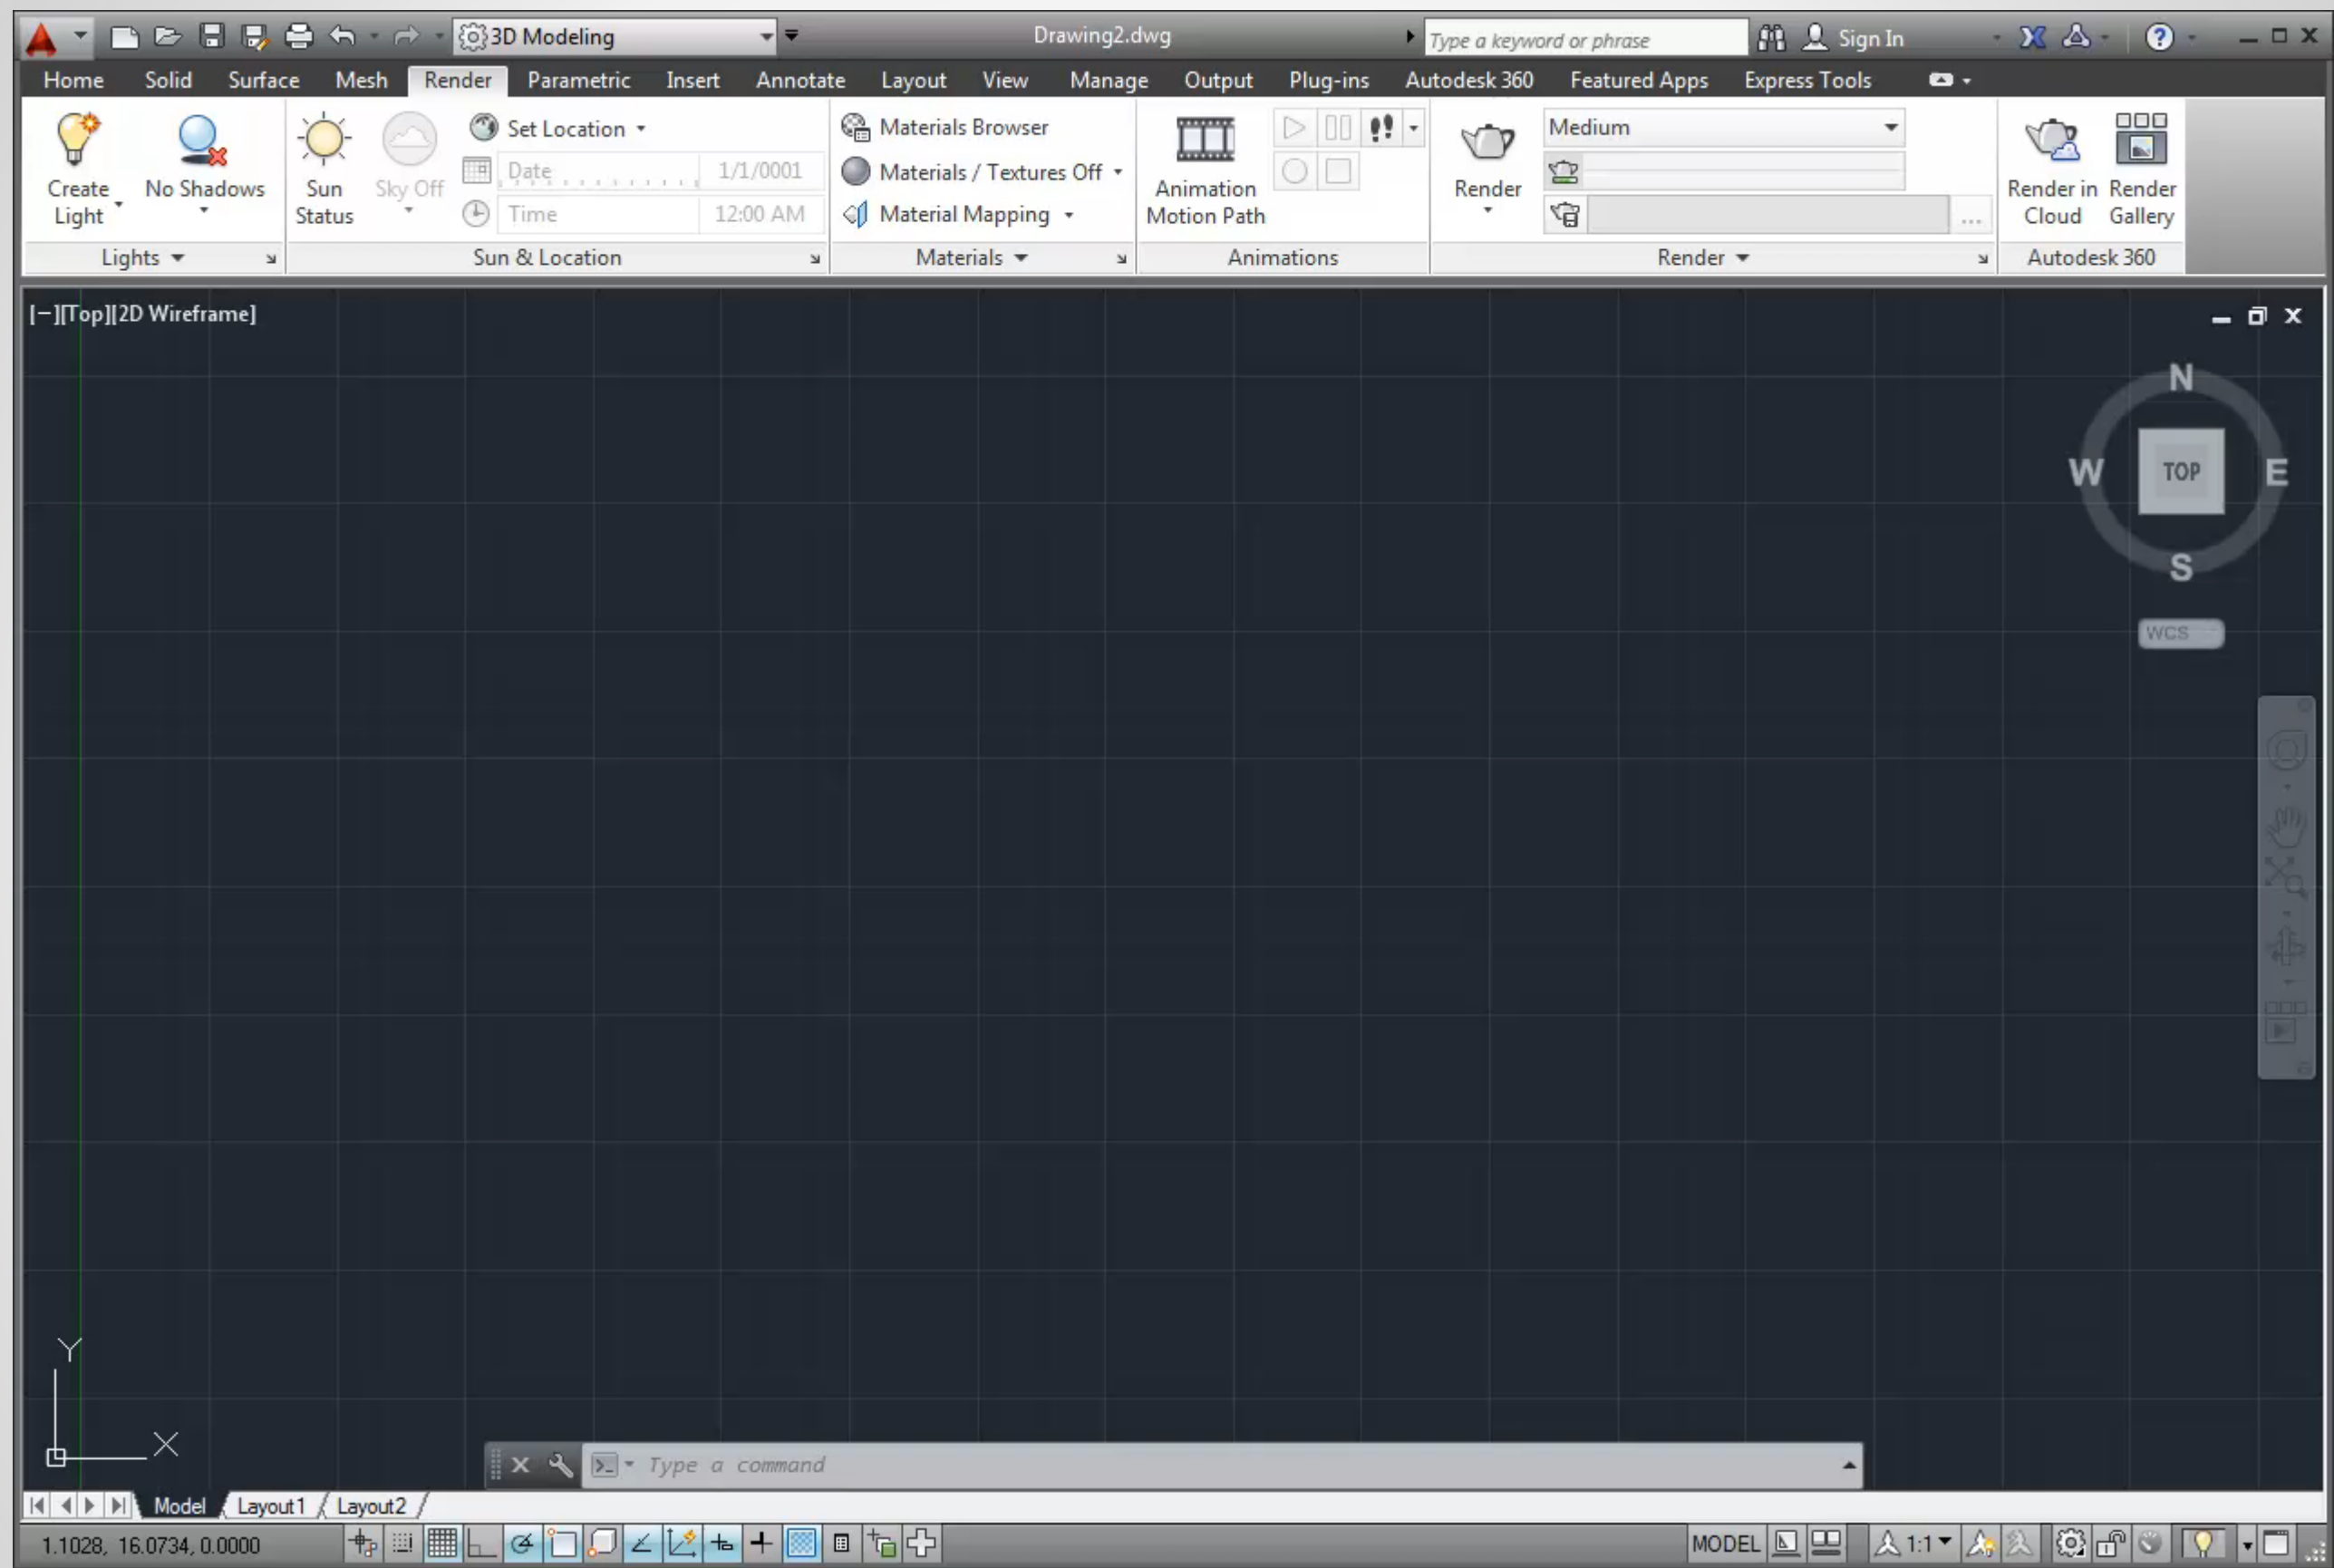 3D Modeling Drawing2.dwg Type a keyword or phrase Sign In ?
Home Solid Surface Mesh Render Parametric Insert Annotate Layout View Manage Output Plug-ins Autodesk 360 Featured Apps Express Tools
Create Light
No Shadows
Sun Status
Sky Off
Set Location
Date 1/1/0001
Time 12:00 AM
Materials Browser
Materials / Textures Off
Material Mapping
Animation Motion Path
Render
Medium
...
Render in Cloud
Render Gallery
Lights Sun & Location Materials Animations Render Autodesk 360
[−][Top][2D Wireframe]
N
W TOP E
S
WCS
Y
X
Type a command
Model Layout1 Layout2
1.1028, 16.0734, 0.0000 MODEL 1:1